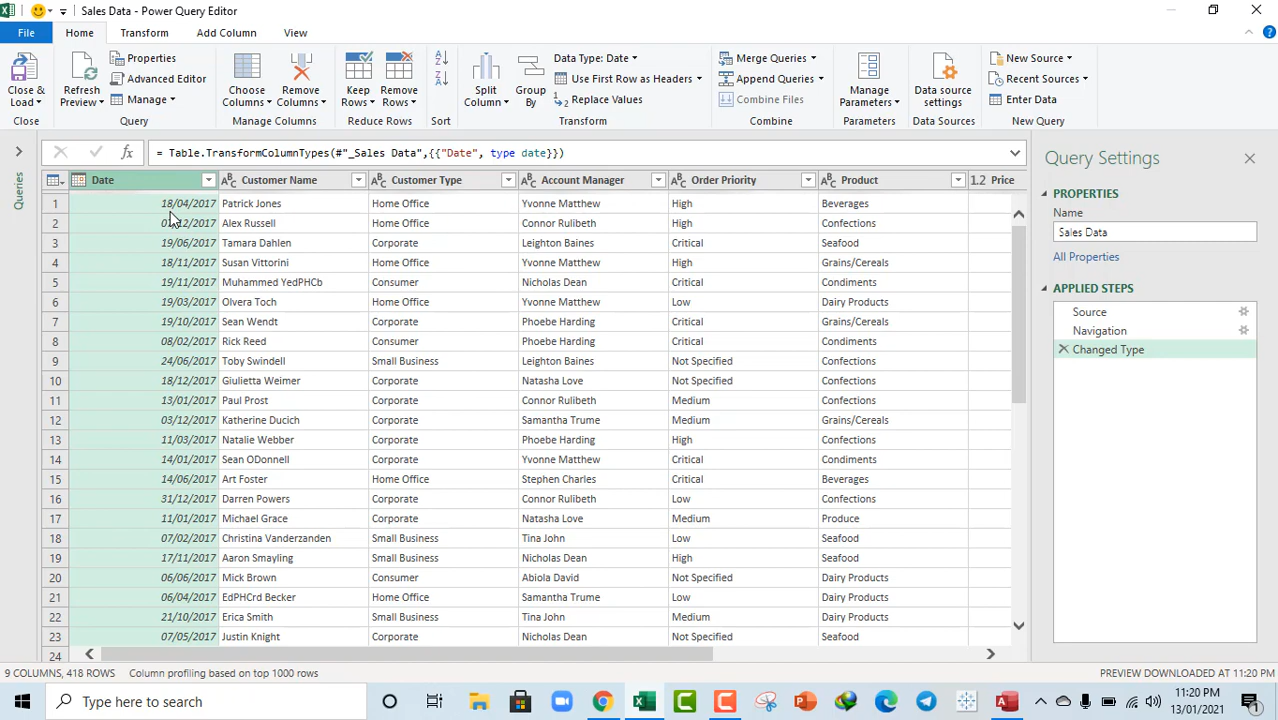 Sales Data - Power Query Editor
File Home Transform Add Column View
Close & Load
Close
Refresh Preview
Properties
Advanced Editor
Manage
Query
Choose Columns
Remove Columns
Manage Columns
Keep Rows
Remove Rows
Reduce Rows
Sort
Split Column
Group By
Data Type: Date
Use First Row as Headers
Replace Values
Transform
Merge Queries
Append Queries
Combine Files
Combine
Manage Parameters
Parameters
Data source settings
Data Sources
New Source
Recent Sources
Enter Data
New Query
fx = Table.TransformColumnTypes(#"_Sales Data",{{"Date", type date}})
Queries
Date Customer Name Customer Type Account Manager Order Priority Product 1.2 Price
1 18/04/2017 Patrick Jones Home Office Yvonne Matthew High Beverages
2 /2017 Alex Russell Home Office Connor Rulibeth High Confections
3 19/06/2017 Tamara Dahlen Corporate Leighton Baines Critical Seafood
4 18/11/2017 Susan Vittorini Home Office Yvonne Matthew High Grains/Cereals
5 19/11/2017 Muhammed YedPHCb Consumer Nicholas Dean Critical Condiments
6 19/03/2017 Olvera Toch Home Office Yvonne Matthew Low Dairy Products
7 19/10/2017 Sean Wendt Corporate Phoebe Harding Critical Grains/Cereals
8 08/02/2017 Rick Reed Consumer Phoebe Harding Critical Condiments
9 24/06/2017 Toby Swindell Small Business Leighton Baines Not Specified Confections
10 18/12/2017 Giulietta Weimer Corporate Natasha Love Not Specified Confections
11 13/01/2017 Paul Prost Corporate Connor Rulibeth Medium Confections
12 03/12/2017 Katherine Ducich Corporate Samantha Trume Medium Grains/Cereals
13 11/03/2017 Natalie Webber Corporate Phoebe Harding High Confections
14 14/01/2017 Sean ODonnell Corporate Yvonne Matthew Critical Condiments
15 14/06/2017 Art Foster Home Office Stephen Charles Critical Beverages
16 31/12/2017 Darren Powers Corporate Connor Rulibeth Low Confections
17 11/01/2017 Michael Grace Corporate Natasha Love Medium Produce
18 07/02/2017 Christina Vanderzanden Small Business Tina John Low Seafood
19 17/11/2017 Aaron Smayling Small Business Nicholas Dean High Seafood
20 06/06/2017 Mick Brown Consumer Abiola David Not Specified Dairy Products
21 06/04/2017 EdPHCrd Becker Home Office Samantha Trume Low Dairy Products
22 21/10/2017 Erica Smith Small Business Tina John Medium Dairy Products
23 07/05/2017 Justin Knight Corporate Nicholas Dean Not Specified Seafood
24
Query Settings
PROPERTIES
Name
Sales Data
All Properties
APPLIED STEPS
Source
Navigation
Changed Type
9 COLUMNS, 418 ROWS Column profiling based on top 1000 rows PREVIEW DOWNLOADED AT 11:20 PM
Type here to search
11:20 PM
13/01/2021
1